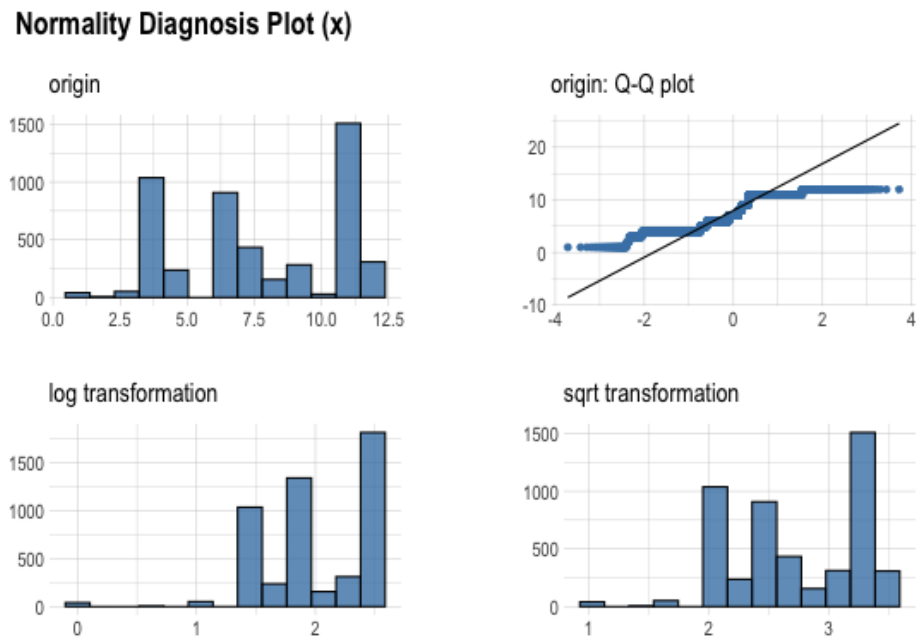 Normality Diagnosis Plot (x)
origin
1500
1000
500
0
0.0 2.5 5.0 7.5 10.0 12.5
origin: Q-Q plot
20
10
0
-10
-4 -2 0 2 4
log transformation
1500
1000
500
0
0 1 2
sqrt transformation
1500
1000
500
0
1 2 3